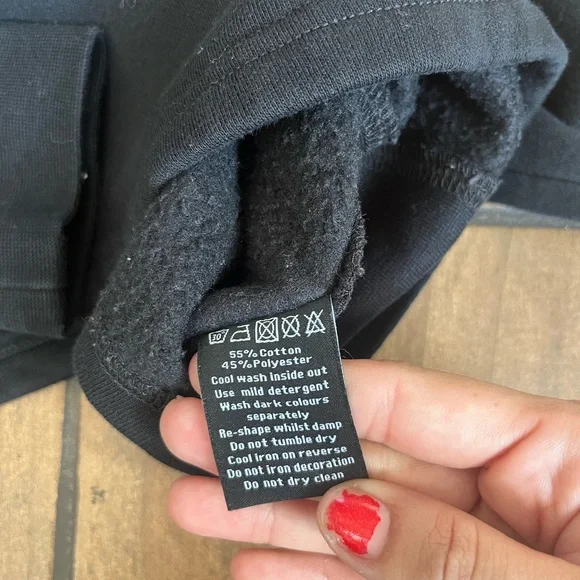 30
55% Cotton
45% Polyester
Cool wash inside out
Use mild detergent
Wash dark colours
separately
Re-shape whilst damp
Do not tumble dry
Cool iron on reverse
Do not iron decoration
Do not dry clean